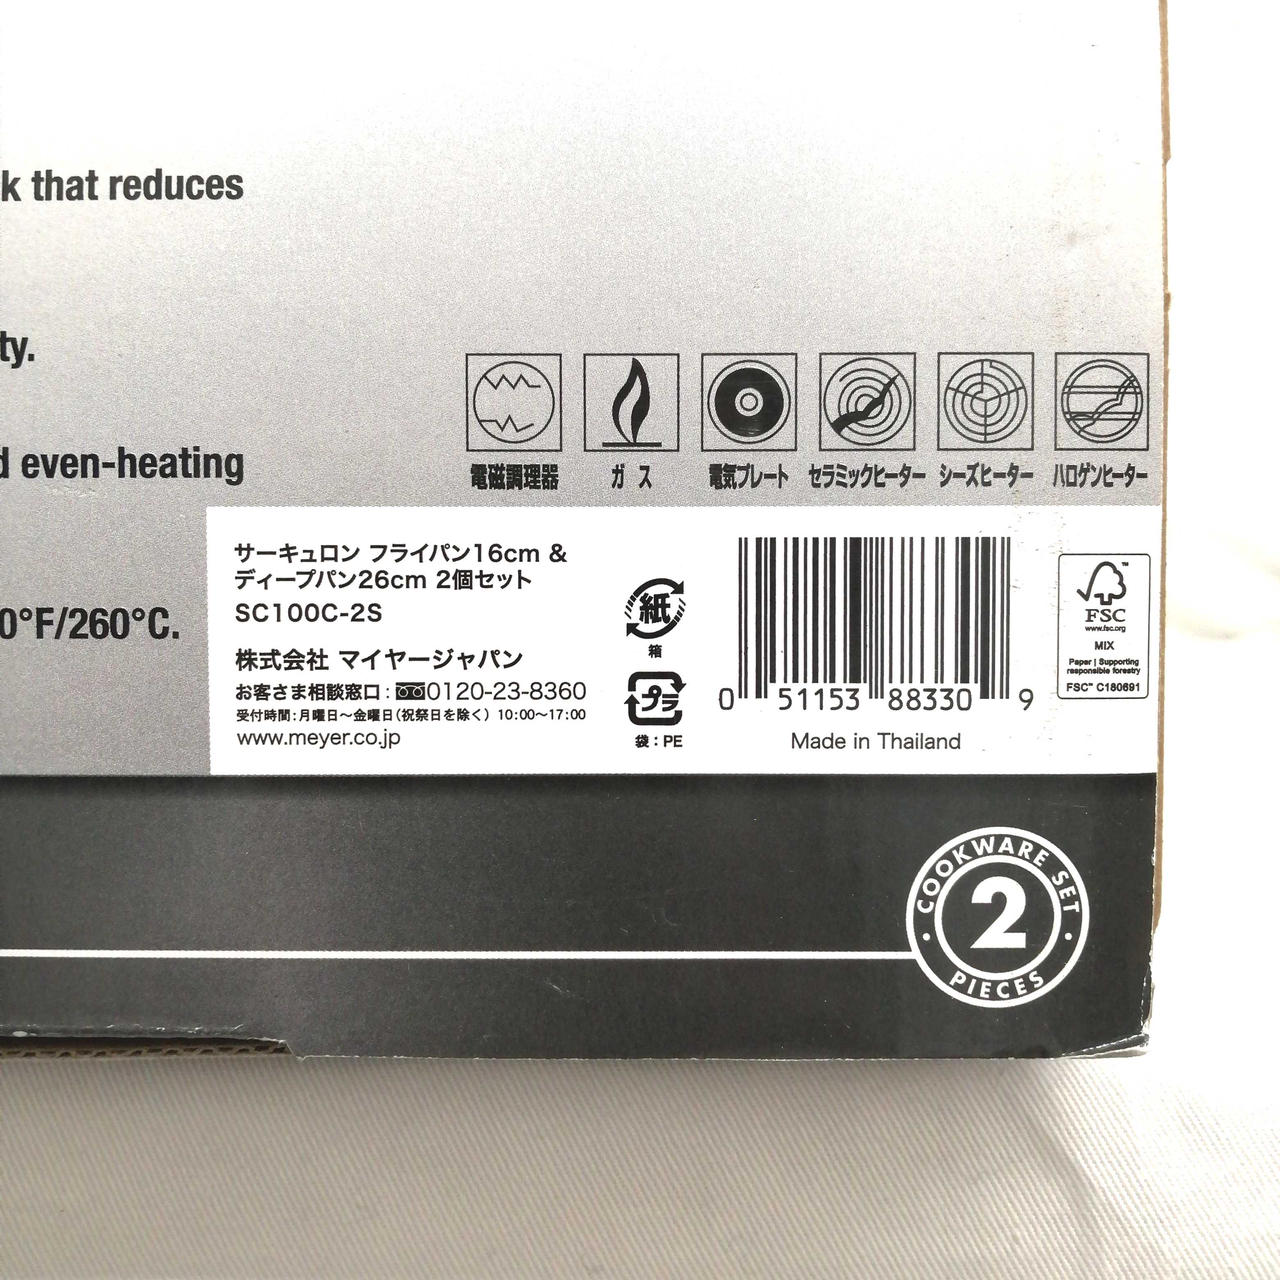 k that reduces
ty.
d even-heating
0°F/260°C.
電磁調理器
ガス
電気プレート
セラミックヒーター
シーズヒーター
ハロゲンヒーター
サーキュロン フライパン16cm &
ディープパン26cm 2個セット
SC100C-2S
株式会社 マイヤージャパン
お客さま相談窓口:0120-23-8360
受付時間:月曜日～金曜日(祝祭日を除く) 10:00～17:00
www.meyer.co.jp
紙
箱
プラ
袋:PE
0 51153 88330 9
Made in Thailand
FSC™
www.fsc.org
MIX
Paper | Supporting
responsible forestry
FSC™ C180691
COOKWARE SET
2
PIECES